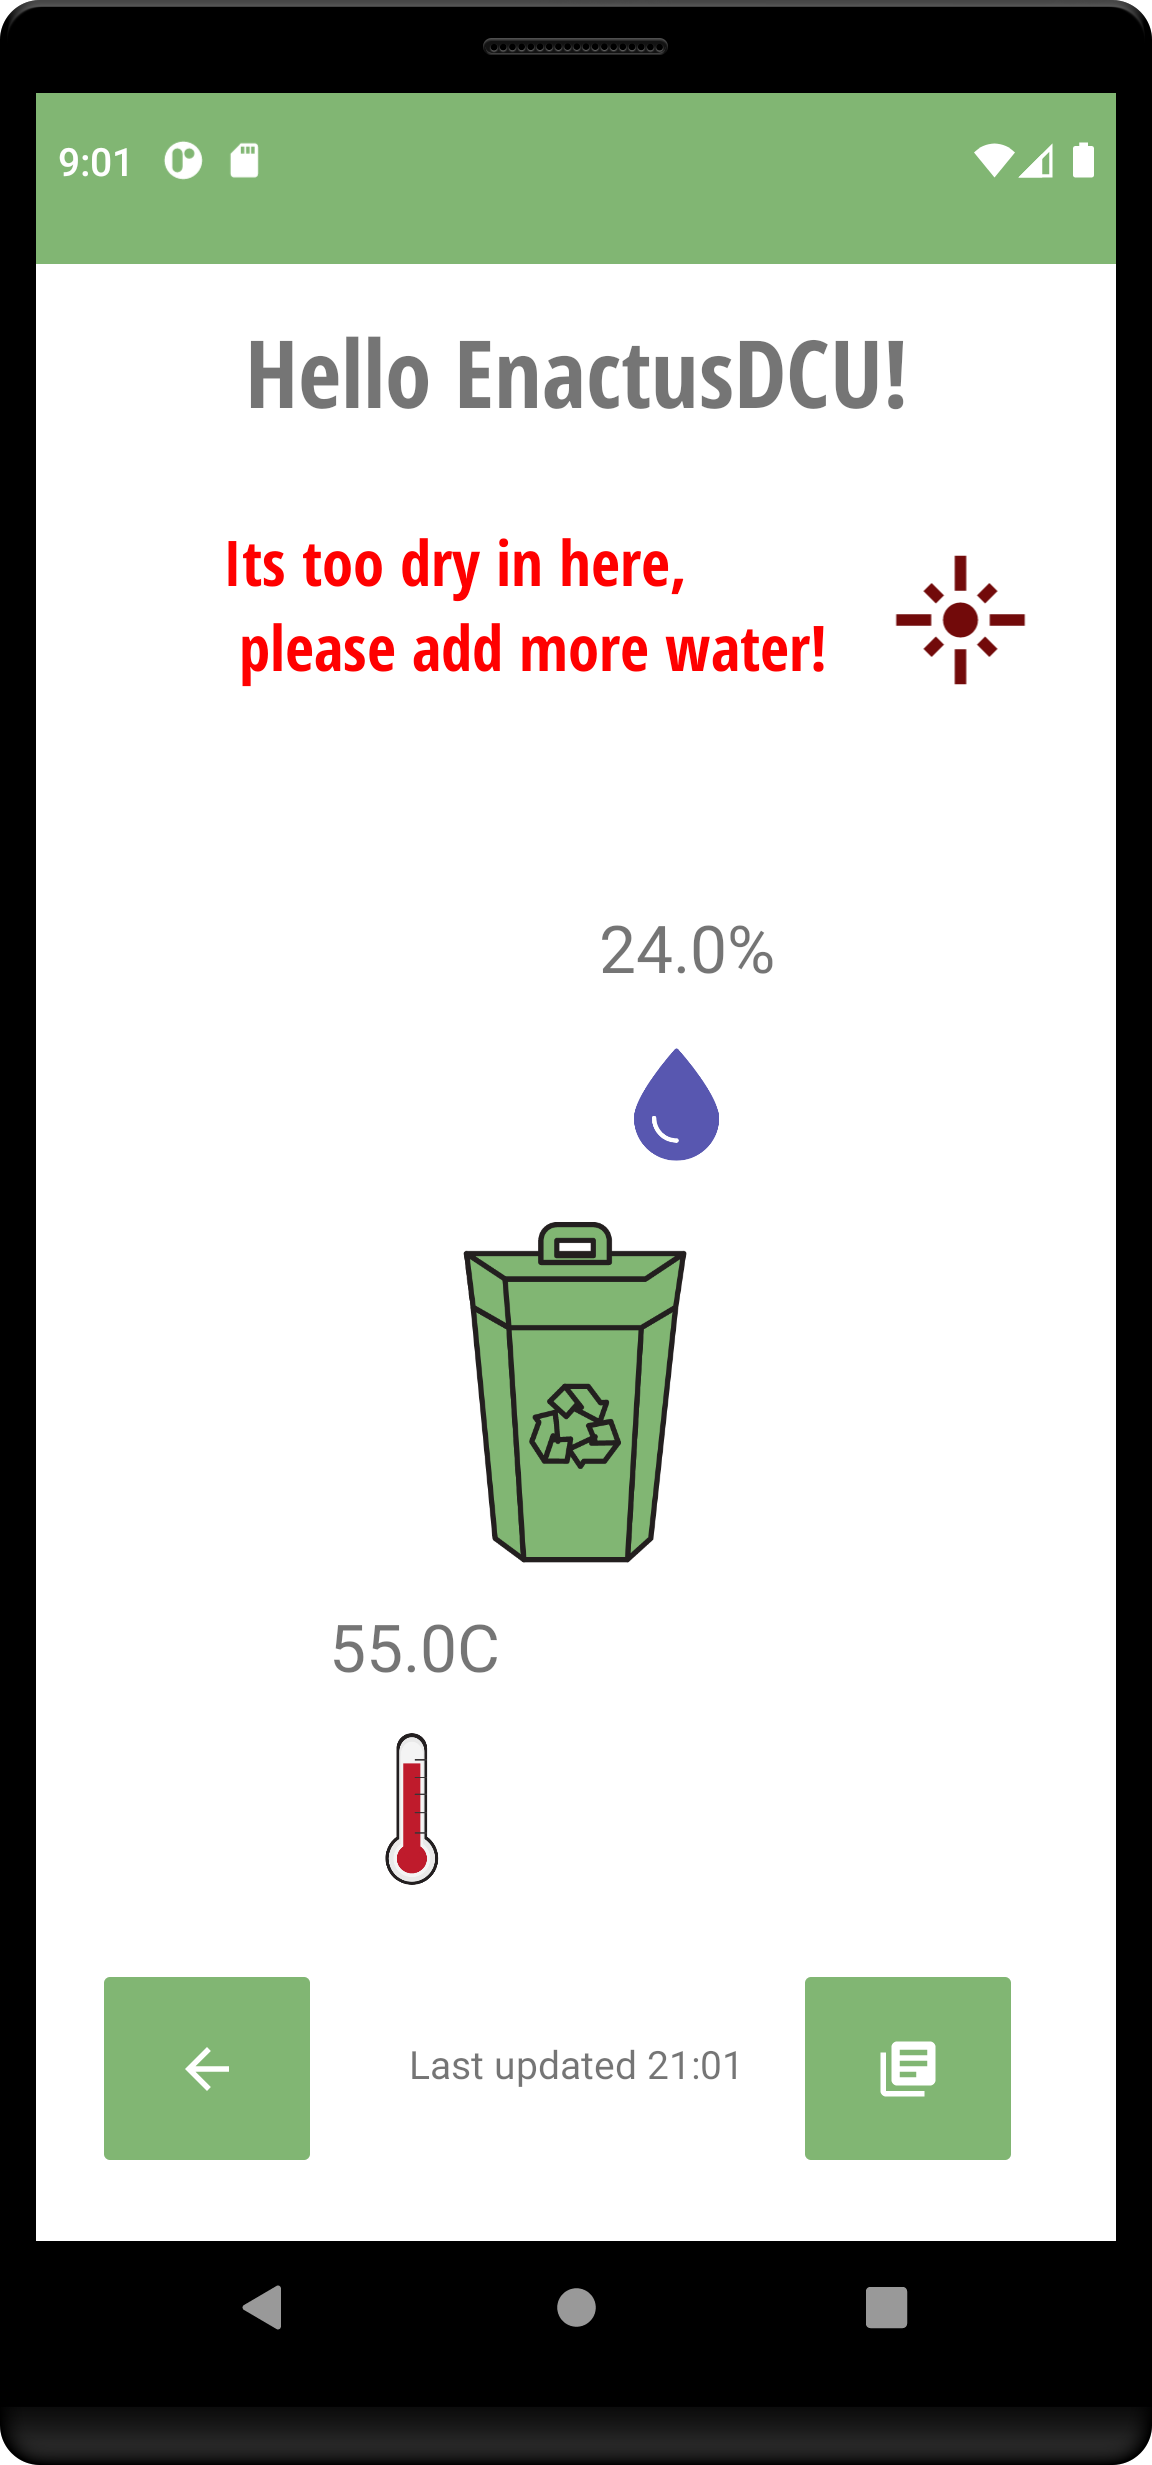 9:01
Hello EnactusDCU!
Its too dry in here,
please add more water!
24.0%
55.0C
Last updated 21:01